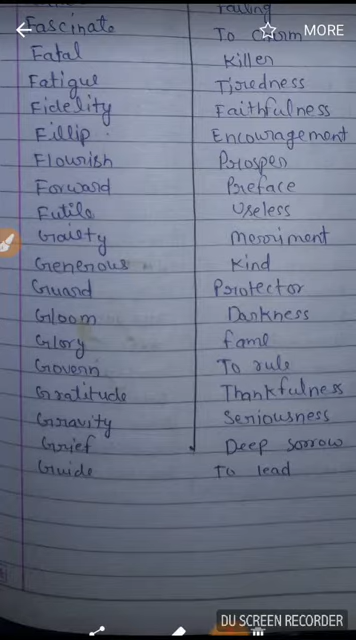 Failing
Fascinate To charm
MORE
Fatal Killer
Fatigue Tiredness
Fidelity Faithfulness
Fillip Encouragement
Flourish Prosper
Forward Preface
Futile Useless
Gaiety Merriment
Generous Kind
Guard Protector
Gloom Darkness
Glory fame
Govern To rule
Gratitude Thankfulness
Gravity Seriousness
Grief Deep sorrow
Guide To lead
DU SCREEN RECORDER